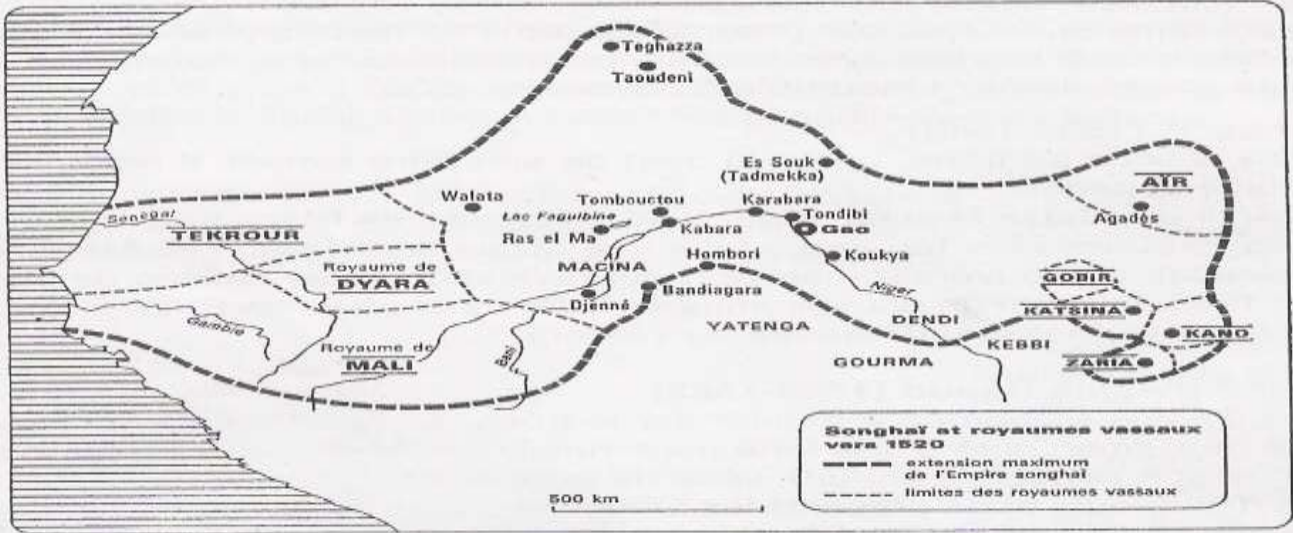 Teghazza
Taoudeni
Es Souk
(Tadmekka)
AÏR
Agadès
Walata
Tombouctou
Karabara
Tondibi
Sénégal
Lac Faguibine
Kabara
Gao
TEKROUR
Ras el Ma
Hombori
Koukya
MACINA
Royaume de
DYARA
GOBIR
Djenné
Bandiagara
Niger
KATSINA
Gambie
YATENGA
DENDI
KANO
KEBBI
Royaume de
MALI
Bani
GOURMA
ZARIA
Songhaï et royaumes vassaux
vers 1520
extension maximum
de l'Empire songhaï
limites des royaumes vassaux
500 km